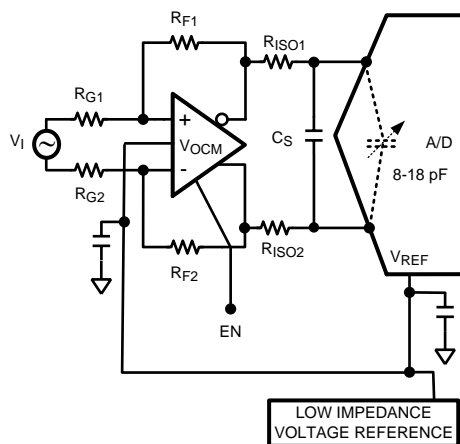 RF1
RISO1
RG1
+
VOCM
VI
~
CS
A/D
8-18 pF
-
RG2
RISO2
RF2
VREF
EN
LOW IMPEDANCE
VOLTAGE REFERENCE